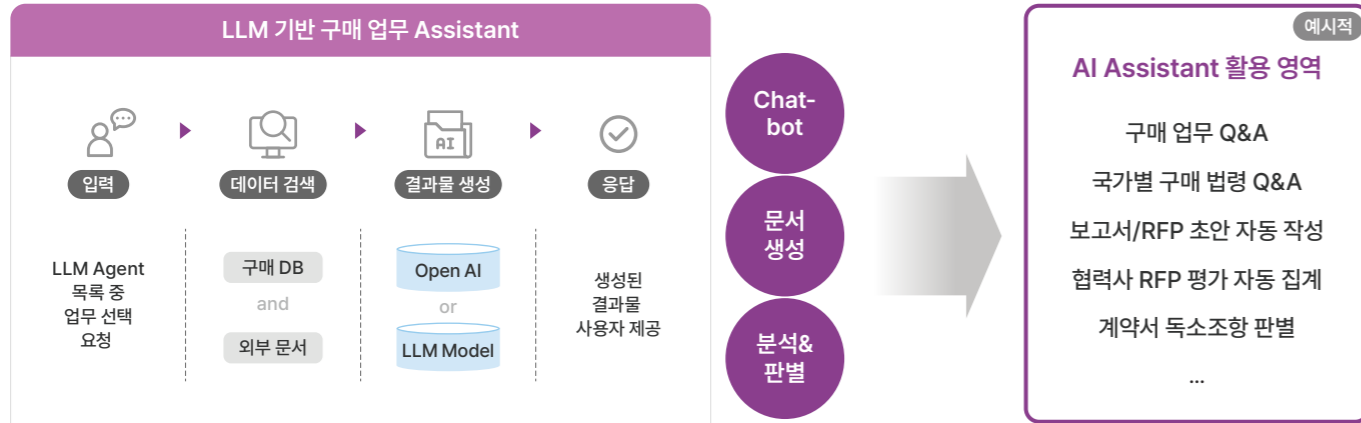 LLM 기반 구매 업무 Assistant
입력
데이터 검색
AI
결과물 생성
응답
LLM Agent
목록 중
업무 선택
요청
구매 DB
and
외부 문서
Open AI
or
LLM Model
생성된
결과물
사용자 제공
Chat-
bot
문서
생성
분석&
판별
예시적
AI Assistant 활용 영역
구매 업무 Q&A
국가별 구매 법령 Q&A
보고서/RFP 초안 자동 작성
협력사 RFP 평가 자동 집계
계약서 독소조항 판별
...